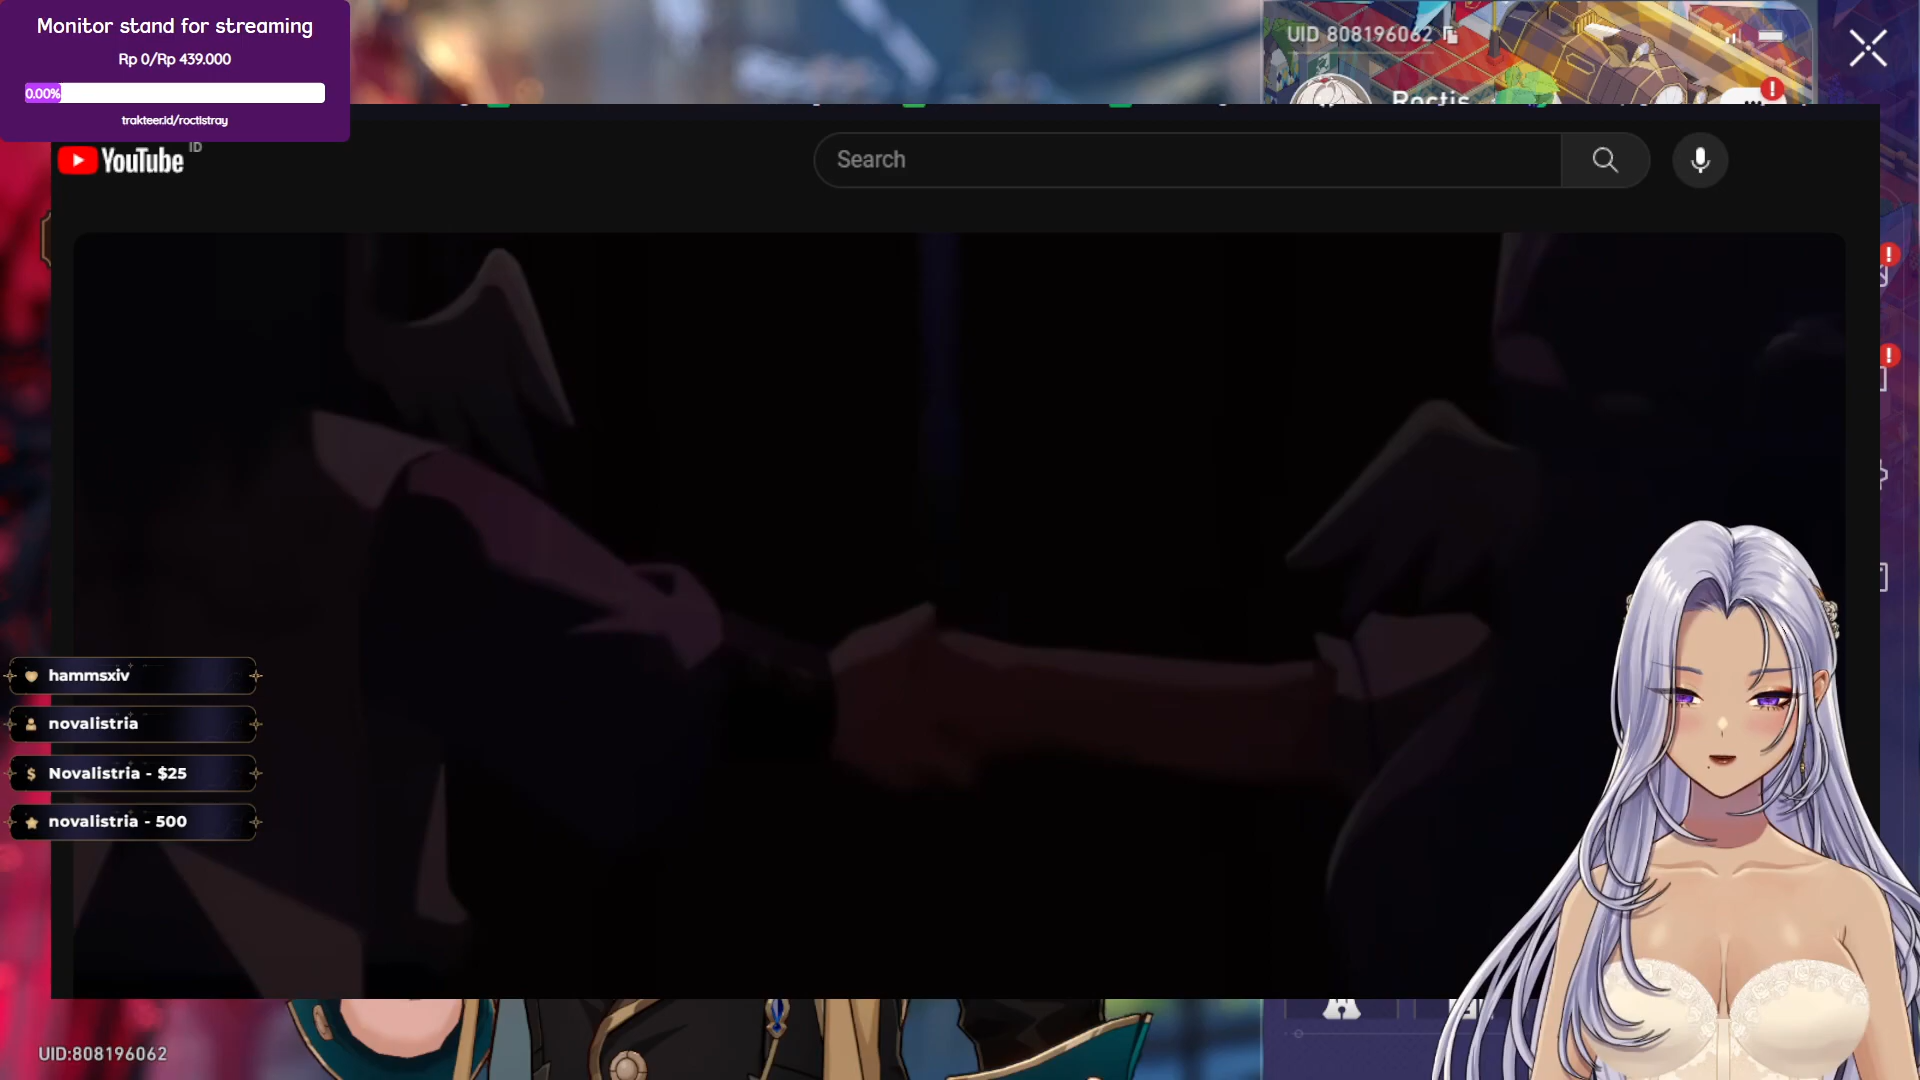 Monitor stand for streaming
Rp 0/Rp 439.000
0.00%
trakteer.id/roctistray
UID 808196062
Roctis
YouTube ID
Search
hammsxiv
novalistria
Novalistria - $25
novalistria - 500
UID:808196062